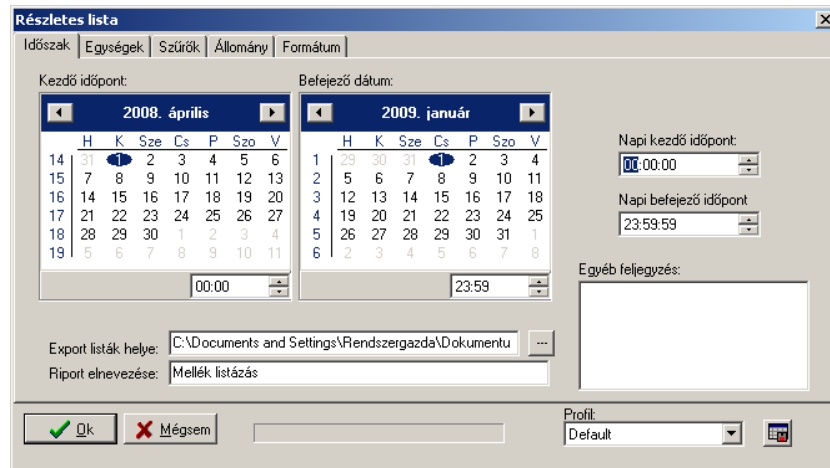 Részletes lista
Időszak Egységek Szűrők Állomány Formátum
Kezdő időpont: Befejező dátum:
2008. április 2009. január
H K Sze Cs P Szo V H K Sze Cs P Szo V
14 31 1 2 3 4 5 6 1 29 30 31 1 2 3 4
15 7 8 9 10 11 12 13 2 5 6 7 8 9 10 11
16 14 15 16 17 18 19 20 3 12 13 14 15 16 17 18
17 21 22 23 24 25 26 27 4 19 20 21 22 23 24 25
18 28 29 30 1 2 3 4 5 26 27 28 29 30 31 1
19 5 6 7 8 9 10 11 6 2 3 4 5 6 7 8
00:00 23:59
Napi kezdő időpont:
00:00:00
Napi befejező időpont
23:59:59
Egyéb feljegyzés:
Export listák helye: C:\Documents and Settings\Rendszergazda\Dokumentu ...
Riport elnevezése: Mellék listázás
Ok Mégsem
Profil:
Default